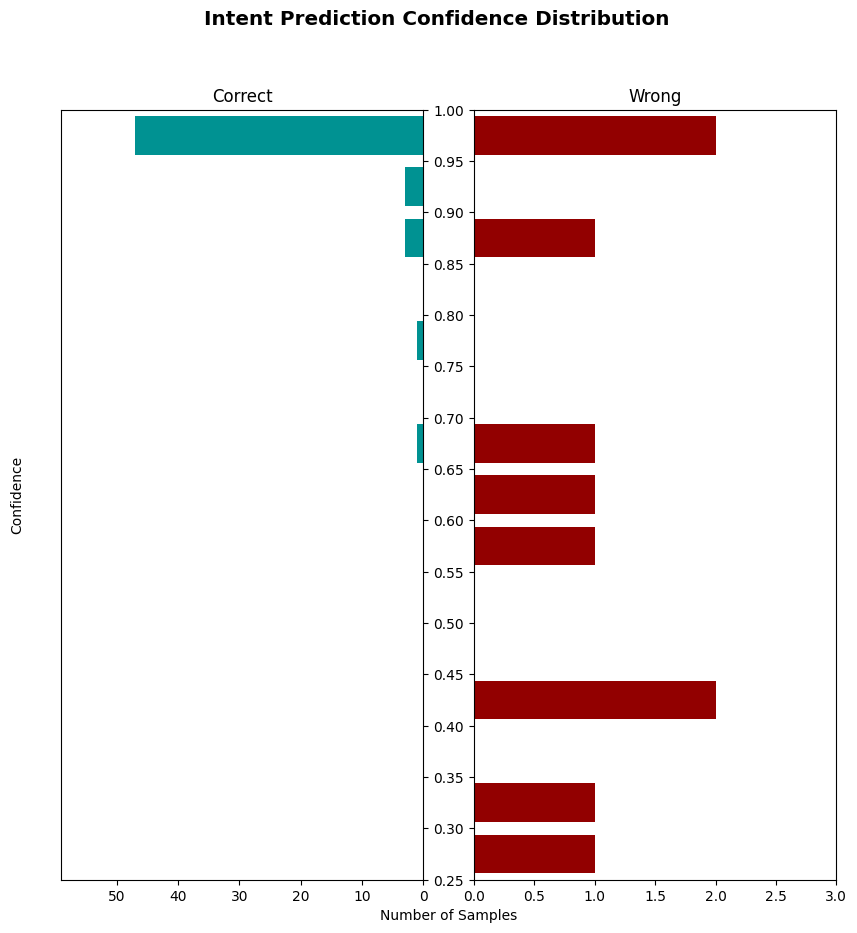 Intent Prediction Confidence Distribution
Correct
Wrong
1.00
0.95
0.90
0.85
0.80
0.75
0.70
0.65
0.60
0.55
0.50
0.45
0.40
0.35
0.30
0.25
Confidence
50 40 30 20 10 0
0.0 0.5 1.0 1.5 2.0 2.5 3.0
Number of Samples